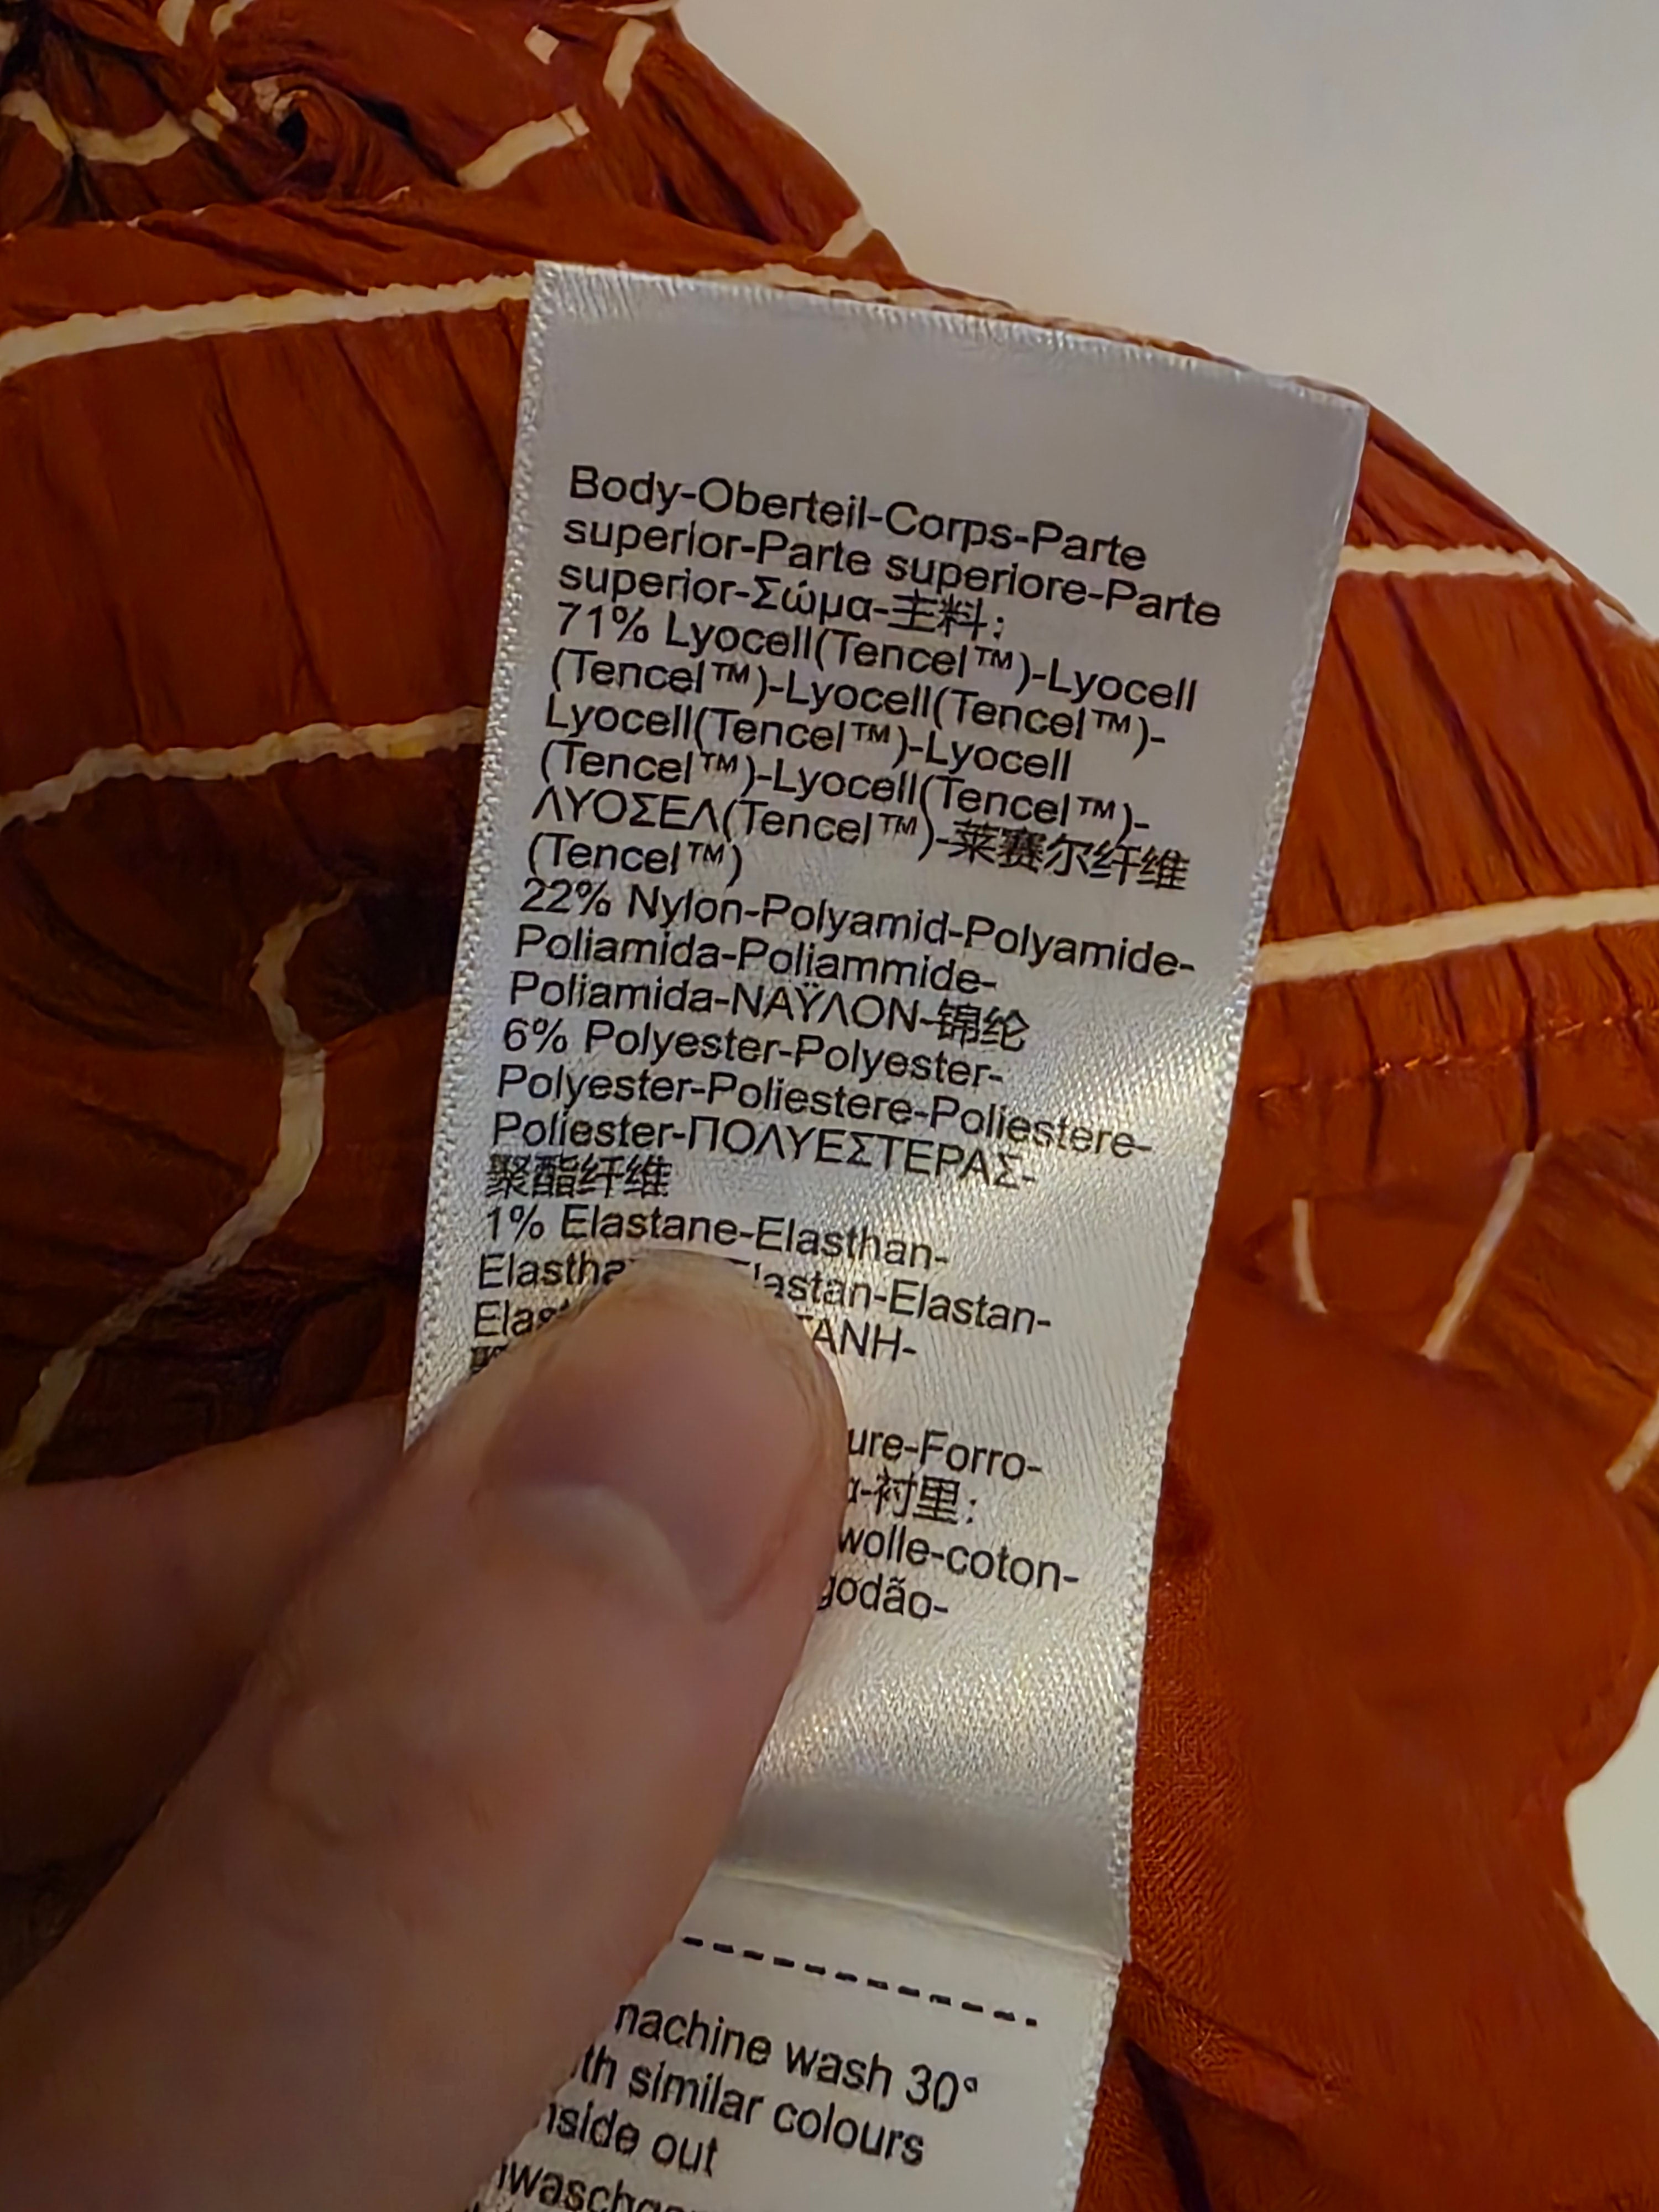 Body-Oberteil-Corps-Parte
superior-Parte superiore-Parte
superior-Σώμα-主料:
71% Lyocell(Tencel™)-Lyocell
(Tencel™)-Lyocell(Tencel™)-
Lyocell(Tencel™)-Lyocell
(Tencel™)-Lyocell(Tencel™)-
ΛΥΟΣΕΛ(Tencel™)-莱赛尔纤维
(Tencel™)
22% Nylon-Polyamid-Polyamide-
Poliamida-Poliammide-
Poliamida-ΝΑΫΛΟΝ-锦纶
6% Polyester-Polyester-
Polyester-Poliestere-Poliestere-
Poliester-ΠΟΛΥΕΣΤΕΡΑΣ-
聚酯纤维
1% Elastane-Elasthan-
astan-Elastan-
ΤΑΝΗ-
ure-Forro-
α-衬里:
wolle-coton-
godão-
machine wash 30°
ith similar colours
nside out